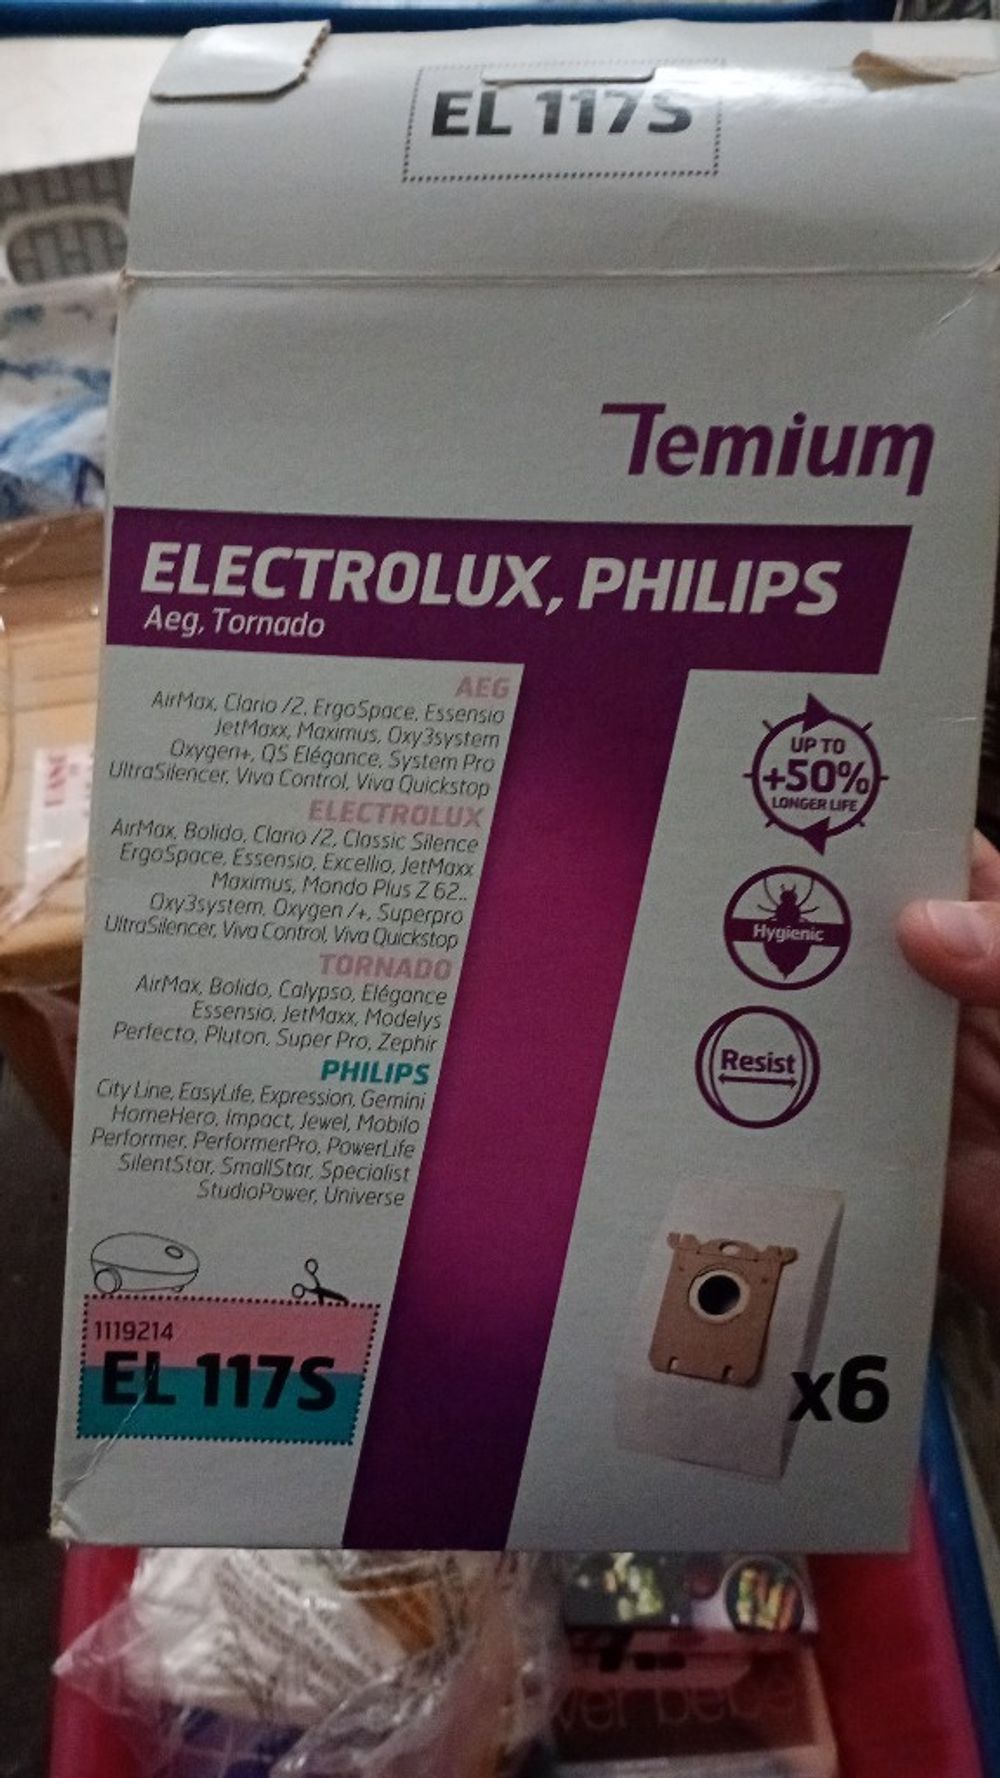 EL 117S
Temium
ELECTROLUX, PHILIPS
Aeg, Tornado
AEG
AirMax, Clario /2, ErgoSpace, Essensio
JetMaxx, Maximus, Oxy3system
Oxygen+, QS Elégance, System Pro
UltraSilencer, Viva Control, Viva Quickstop
ELECTROLUX
AirMax, Bolido, Clario /2, Classic Silence
ErgoSpace, Essensio, Excellio, JetMaxx
Maximus, Mondo Plus Z 62..
Oxy3system, Oxygen /+, Superpro
UltraSilencer, Viva Control, Viva Quickstop
TORNADO
AirMax, Bolido, Calypso, Elégance
Essensio, JetMaxx, Modelys
Perfecto, Pluton, Super Pro, Zephir
PHILIPS
City Line, EasyLife, Expression, Gemini
HomeHero, Impact, Jewel, Mobilo
Performer, PerformerPro, PowerLife
SilentStar, SmallStar, Specialist
StudioPower, Universe
1119214
EL 117S
UP TO
+50%
LONGER LIFE
Hygienic
Resist
x6